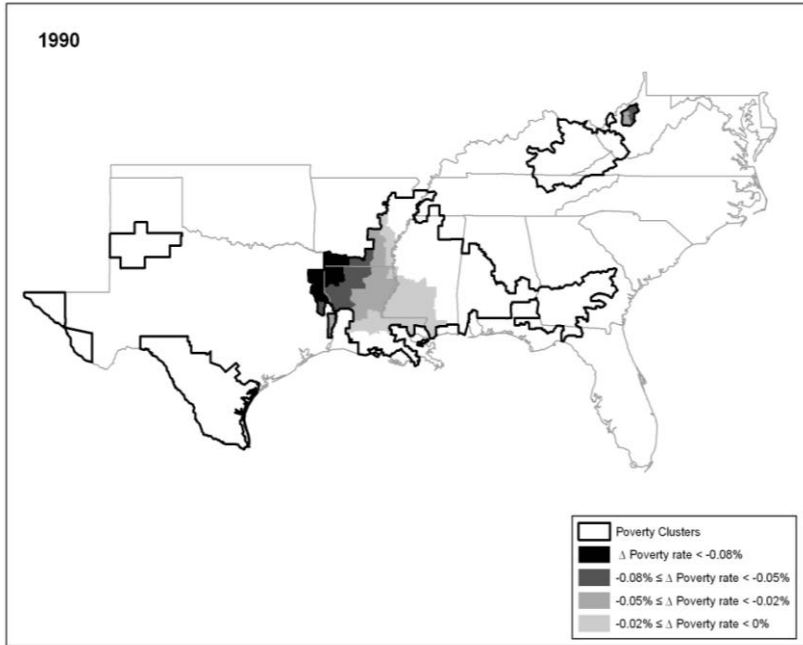 1990
Poverty Clusters
Δ Poverty rate < -0.08%
-0.08% ≤ Δ Poverty rate < -0.05%
-0.05% ≤ Δ Poverty rate < -0.02%
-0.02% ≤ Δ Poverty rate < 0%